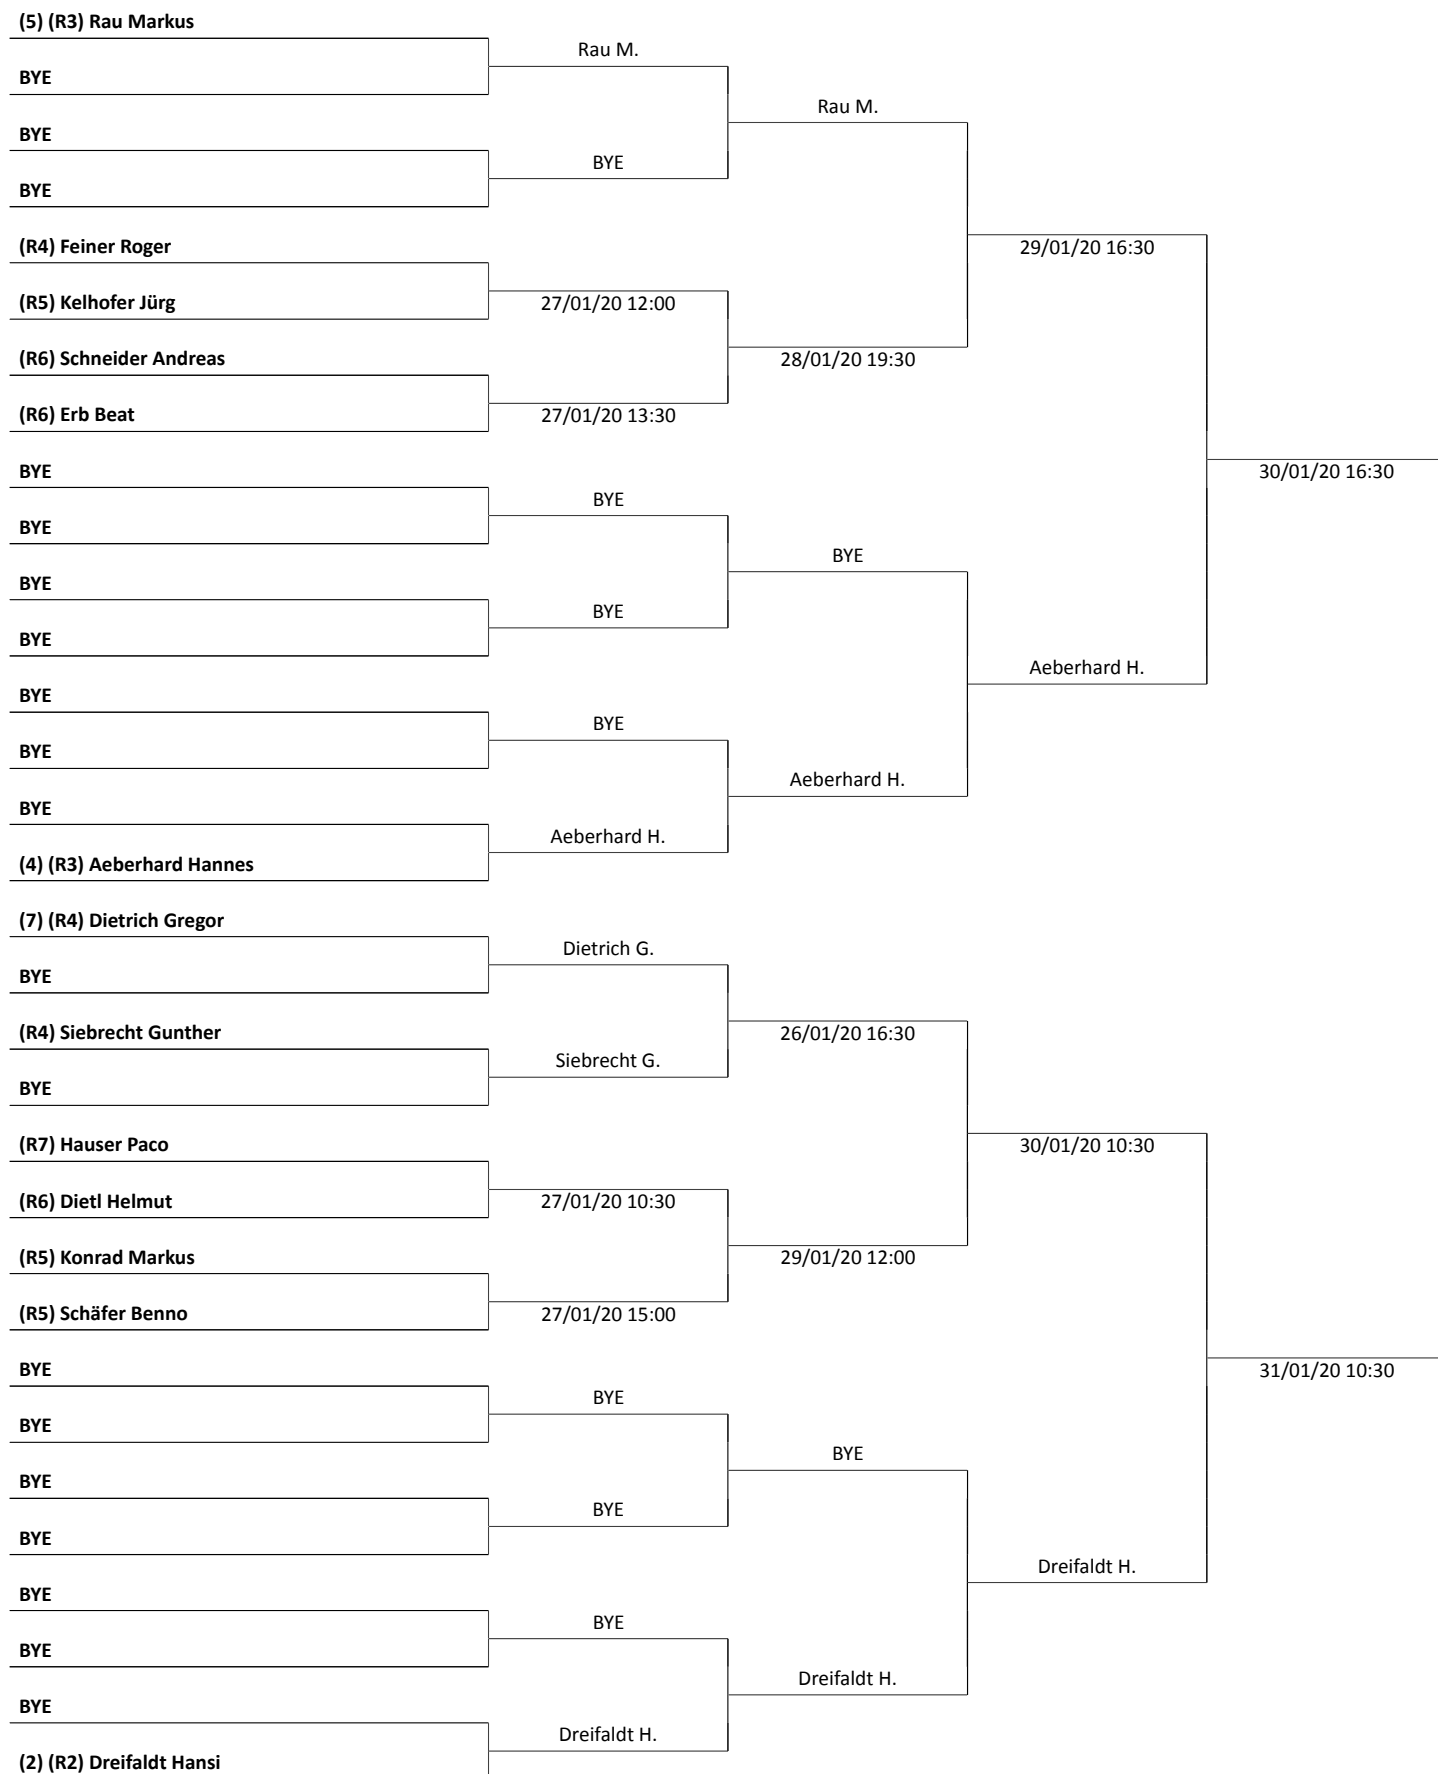 (5) (R3) Rau Markus
Rau M.
BYE
Rau M.
BYE
BYE
BYE
(R4) Feiner Roger
29/01/20 16:30
(R5) Kelhofer Jürg
27/01/20 12:00
(R6) Schneider Andreas
28/01/20 19:30
(R6) Erb Beat
27/01/20 13:30
BYE
30/01/20 16:30
BYE
BYE
BYE
BYE
BYE
BYE
Aeberhard H.
BYE
BYE
BYE
Aeberhard H.
BYE
Aeberhard H.
(4) (R3) Aeberhard Hannes
(7) (R4) Dietrich Gregor
Dietrich G.
BYE
(R4) Siebrecht Gunther
26/01/20 16:30
Siebrecht G.
BYE
(R7) Hauser Paco
30/01/20 10:30
(R6) Dietl Helmut
27/01/20 10:30
(R5) Konrad Markus
29/01/20 12:00
(R5) Schäfer Benno
27/01/20 15:00
BYE
31/01/20 10:30
BYE
BYE
BYE
BYE
BYE
BYE
Dreifaldt H.
BYE
BYE
BYE
Dreifaldt H.
BYE
Dreifaldt H.
(2) (R2) Dreifaldt Hansi